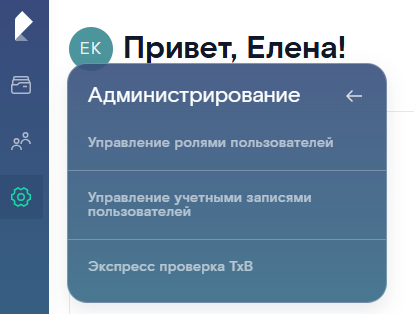 ЕК
Привет, Елена!
Администрирование
Управление ролями пользователей
Управление учетными записями
пользователей
Экспресс проверка ТхВ